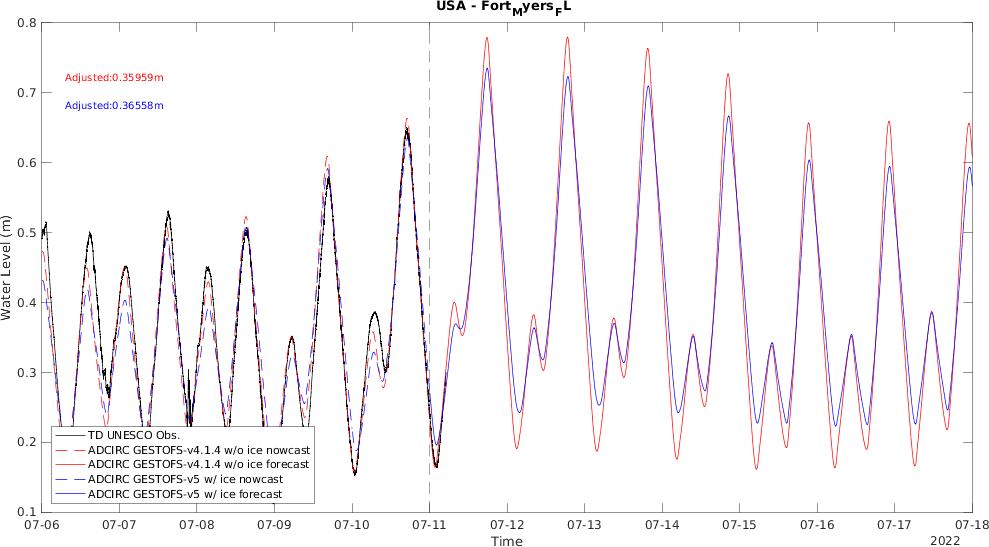 USA - Fort_Myers_FL
0.8
0.7
0.6
0.5
0.4
0.3
0.2
0.1
Water Level (m)
Adjusted:0.35959m
Adjusted:0.36558m
TD UNESCO Obs.
ADCIRC GESTOFS-v4.1.4 w/o ice nowcast
ADCIRC GESTOFS-v4.1.4 w/o ice forecast
ADCIRC GESTOFS-v5 w/ ice nowcast
ADCIRC GESTOFS-v5 w/ ice forecast
07-06 07-07 07-08 07-09 07-10 07-11 07-12 07-13 07-14 07-15 07-16 07-17 07-18
Time
2022